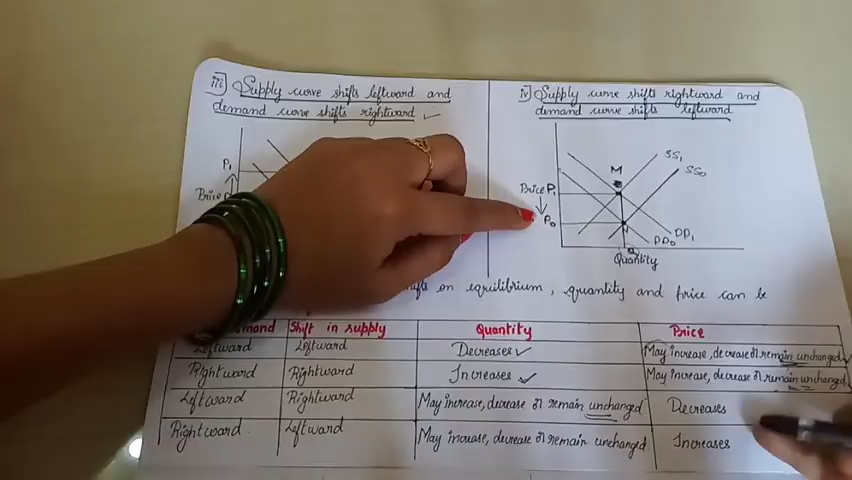 iii] Supply curve shifts leftward and
demand curve shifts rightward ✓
P1
Price
iv) Supply curve shifts rightward and
demand curve shifts leftward
SS1
SS0
M
Price P1
P0
DD1
DD0
Quantity
on equilibrium, quantity and price can be
Shift in supply Quantity Price
Leftward Leftward Decreases ✓ May increase, decrease or remain unchanged ✓
Rightward Rightward Increases ✓ May increase, decrease or remain unchanged ✓
Leftward Rightward May increase, decrease or remain unchanged Decreases
Rightward Leftward May increase, decrease or remain unchanged Increases